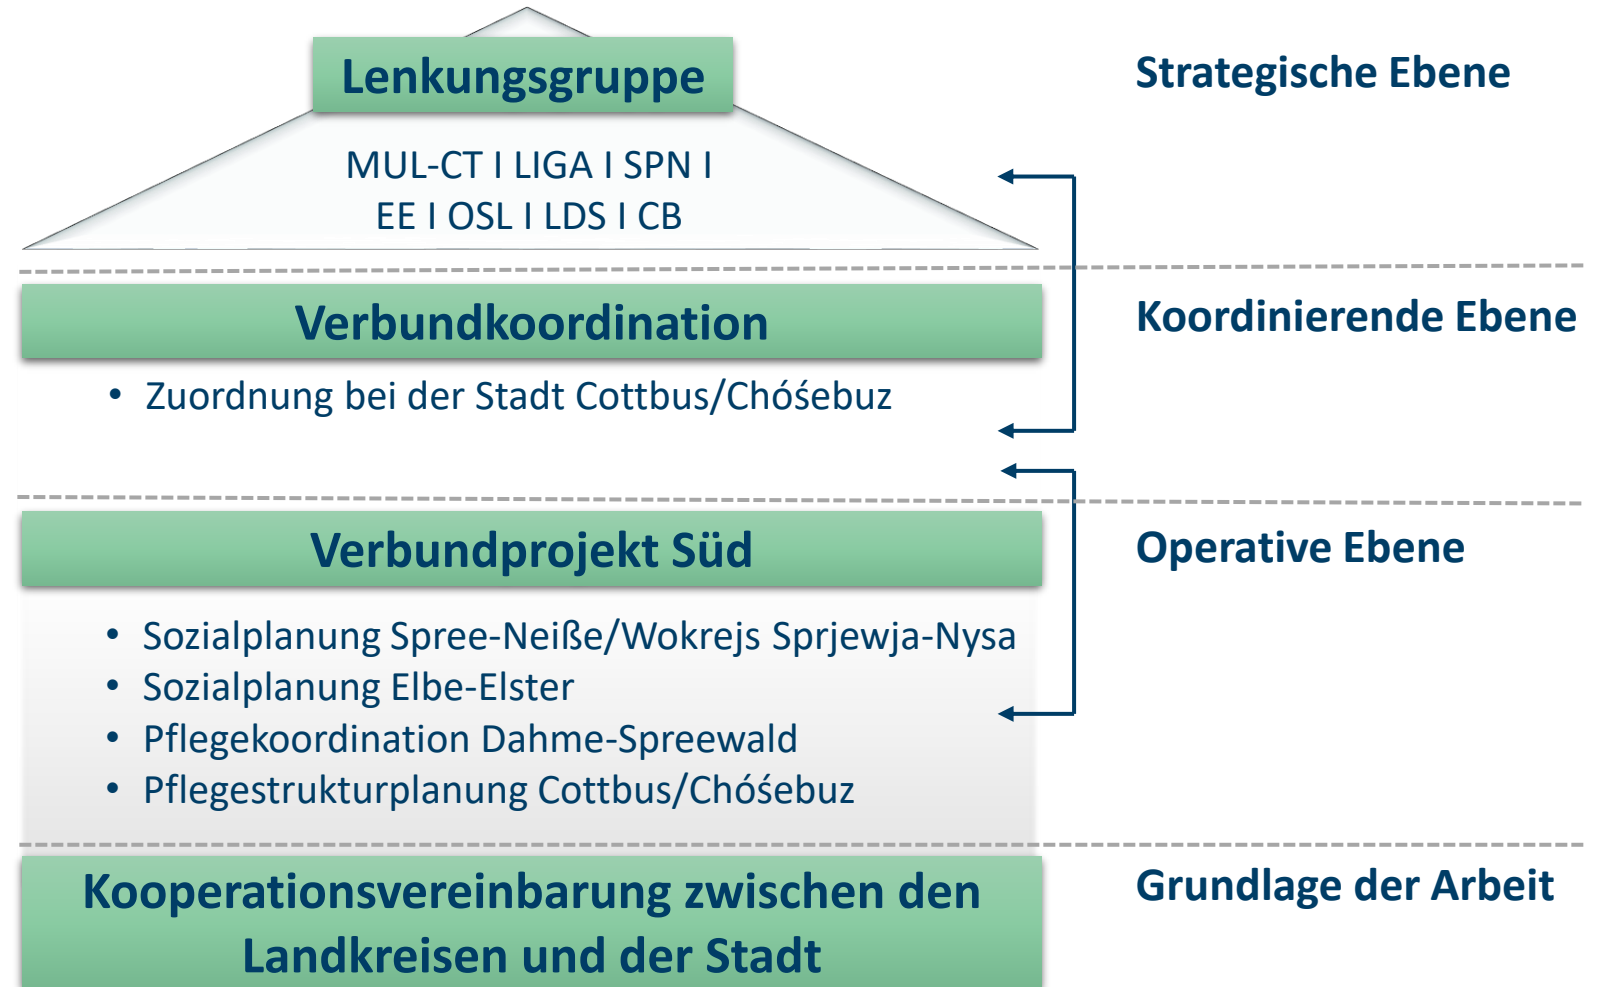 Lenkungsgruppe
Strategische Ebene
MUL-CT I LIGA I SPN I
EE I OSL I LDS I CB
Verbundkoordination
Koordinierende Ebene
• Zuordnung bei der Stadt Cottbus/Chóśebuz
Verbundprojekt Süd
Operative Ebene
• Sozialplanung Spree-Neiße/Wokrejs Sprjewja-Nysa
• Sozialplanung Elbe-Elster
• Pflegekoordination Dahme-Spreewald
• Pflegestrukturplanung Cottbus/Chóśebuz
Kooperationsvereinbarung zwischen den
Landkreisen und der Stadt
Grundlage der Arbeit